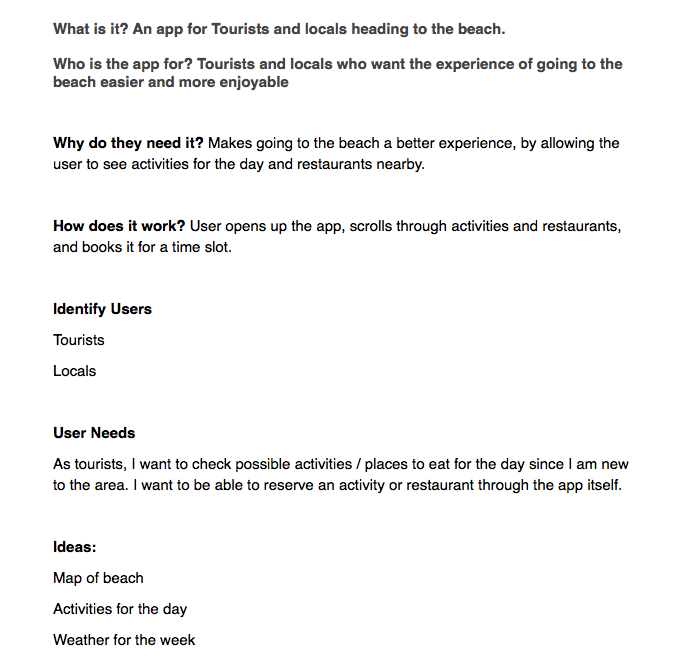 What is it? An app for Tourists and locals heading to the beach.
Who is the app for? Tourists and locals who want the experience of going to the
beach easier and more enjoyable
Why do they need it? Makes going to the beach a better experience, by allowing the
user to see activities for the day and restaurants nearby.
How does it work? User opens up the app, scrolls through activities and restaurants,
and books it for a time slot.
Identify Users
Tourists
Locals
User Needs
As tourists, I want to check possible activities / places to eat for the day since I am new
to the area. I want to be able to reserve an activity or restaurant through the app itself.
Ideas:
Map of beach
Activities for the day
Weather for the week